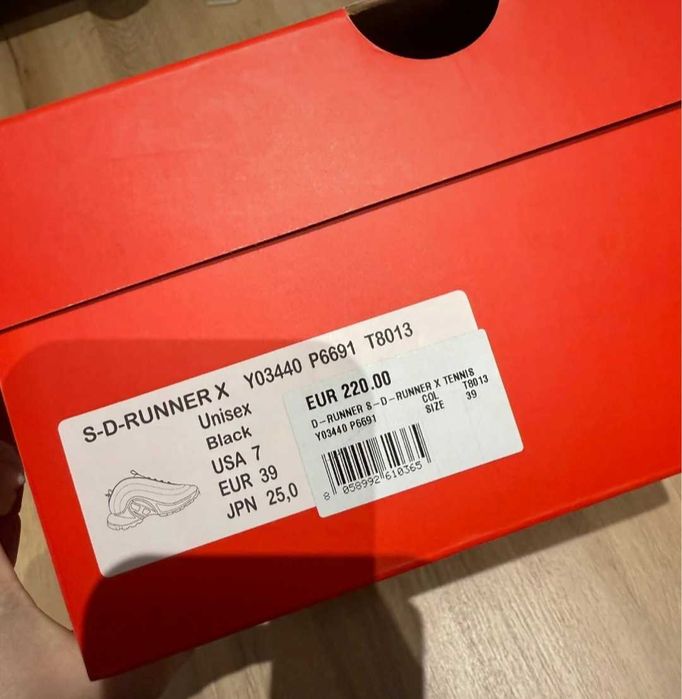 S-D-RUNNER X Y03440 P6691 T8013
Unisex
Black
USA 7
EUR 39
JPN 25,0
EUR 220.00
D-RUNNER S-D-RUNNER X TENNIS
Y03440 P6691 COL T8013
SIZE 39
8 058992 610365